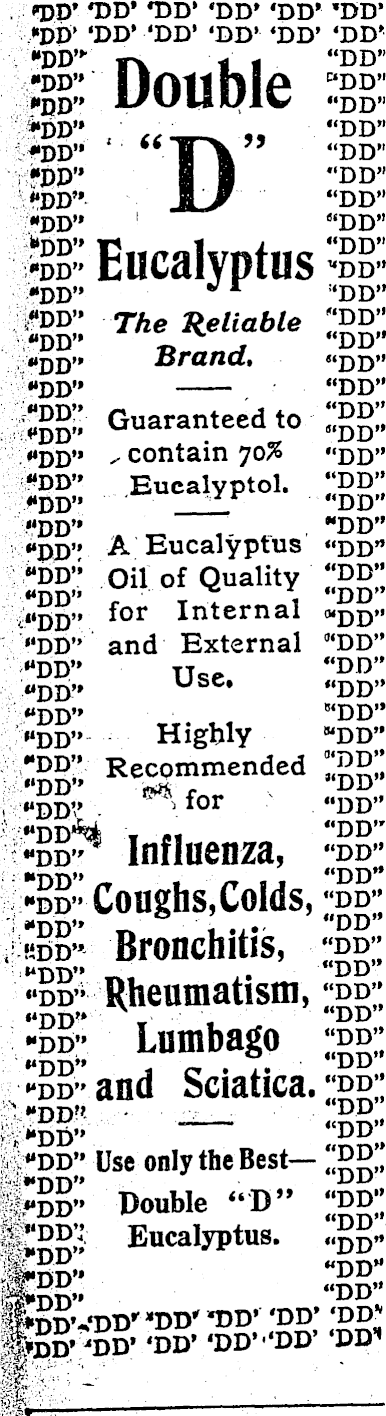 'DD' 'DD' 'DD' 'DD' 'DD' 'DD'
"DD" 'DD' 'DD' 'DD' 'DD' 'DD'
Double
"D"
Eucalyptus
The Reliable
Brand.
Guaranteed to
contain 70%
Eucalyptol.
A Eucalyptus
Oil of Quality
for Internal
and External
Use.
Highly
Recommended
for
Influenza,
Coughs, Colds,
Bronchitis,
Rheumatism,
Lumbago
and Sciatica.
Use only the Best—
Double "D"
Eucalyptus.
"DD" 'DD' "DD' "DD' 'DD' 'DD'
"DD' 'DD' 'DD' 'DD' 'DD' 'DD"